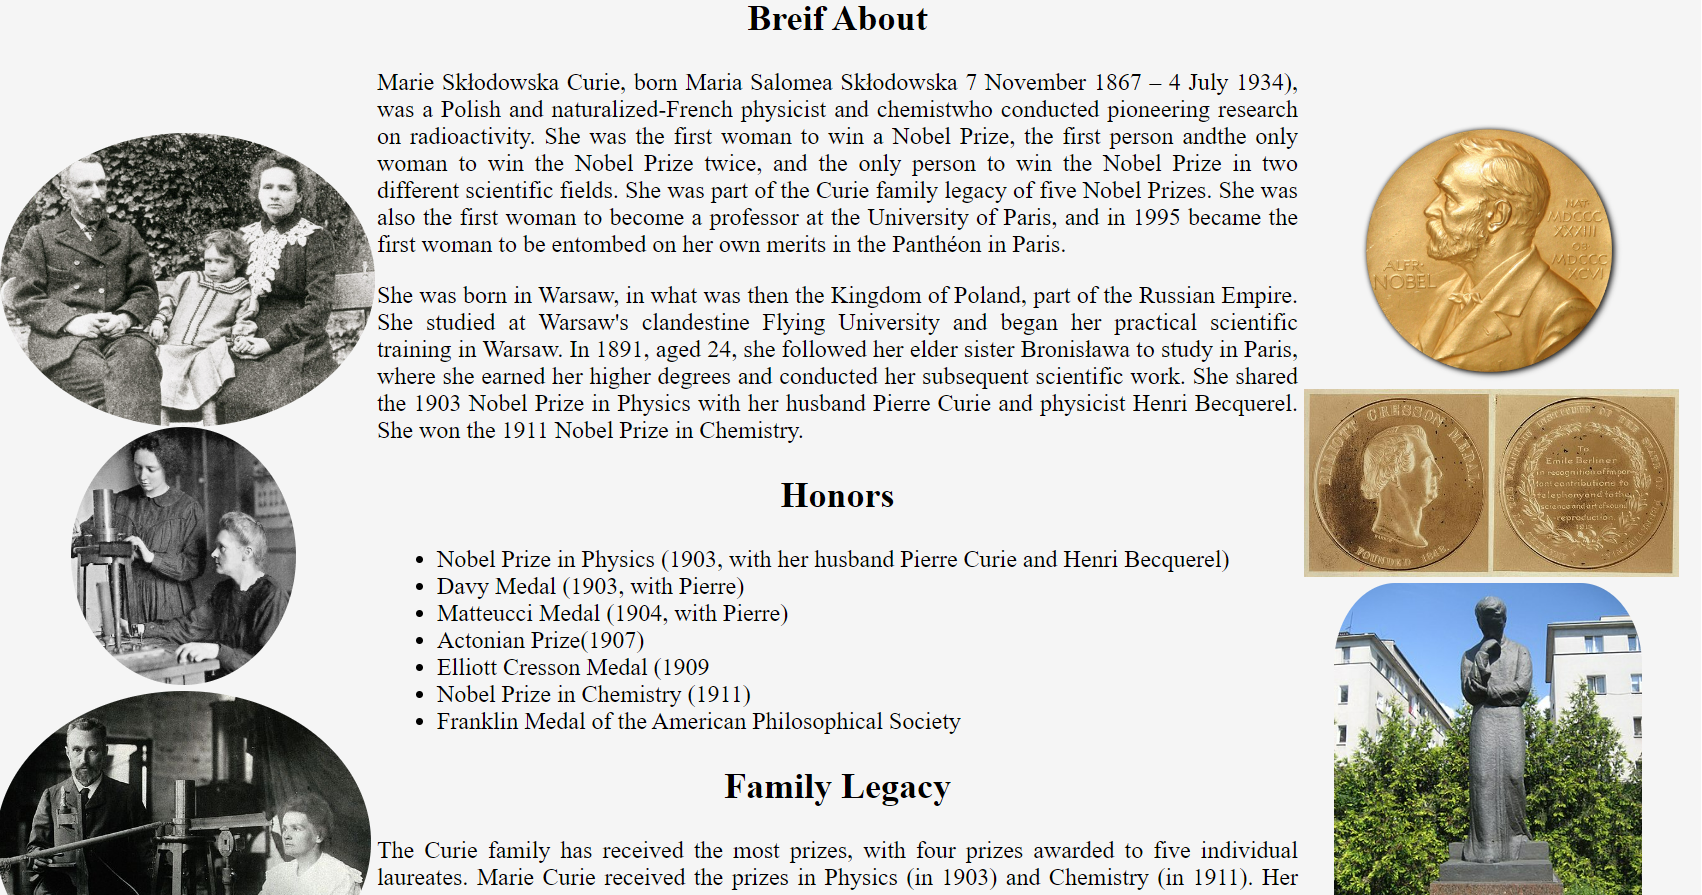 Breif About
Marie Skłodowska Curie, born Maria Salomea Skłodowska 7 November 1867 – 4 July 1934),
was a Polish and naturalized-French physicist and chemistwho conducted pioneering research
on radioactivity. She was the first woman to win a Nobel Prize, the first person andthe only
woman to win the Nobel Prize twice, and the only person to win the Nobel Prize in two
different scientific fields. She was part of the Curie family legacy of five Nobel Prizes. She was
also the first woman to become a professor at the University of Paris, and in 1995 became the
first woman to be entombed on her own merits in the Panthéon in Paris.
She was born in Warsaw, in what was then the Kingdom of Poland, part of the Russian Empire.
She studied at Warsaw's clandestine Flying University and began her practical scientific
training in Warsaw. In 1891, aged 24, she followed her elder sister Bronisława to study in Paris,
where she earned her higher degrees and conducted her subsequent scientific work. She shared
the 1903 Nobel Prize in Physics with her husband Pierre Curie and physicist Henri Becquerel.
She won the 1911 Nobel Prize in Chemistry.
Honors
• Nobel Prize in Physics (1903, with her husband Pierre Curie and Henri Becquerel)
• Davy Medal (1903, with Pierre)
• Matteucci Medal (1904, with Pierre)
• Actonian Prize(1907)
• Elliott Cresson Medal (1909
• Nobel Prize in Chemistry (1911)
• Franklin Medal of the American Philosophical Society
Family Legacy
The Curie family has received the most prizes, with four prizes awarded to five individual
laureates. Marie Curie received the prizes in Physics (in 1903) and Chemistry (in 1911). Her
ALFR·
NOBEL
NAT·
MDCCC
XXXIII
OB·
MDCCC
XCVI
ELLIOTT CRESSON MEDAL
FOUNDED 1848
To
Emile Berliner
in recognition of impor-
tant contributions to
telephony and to the
science and art of sound
reproduction